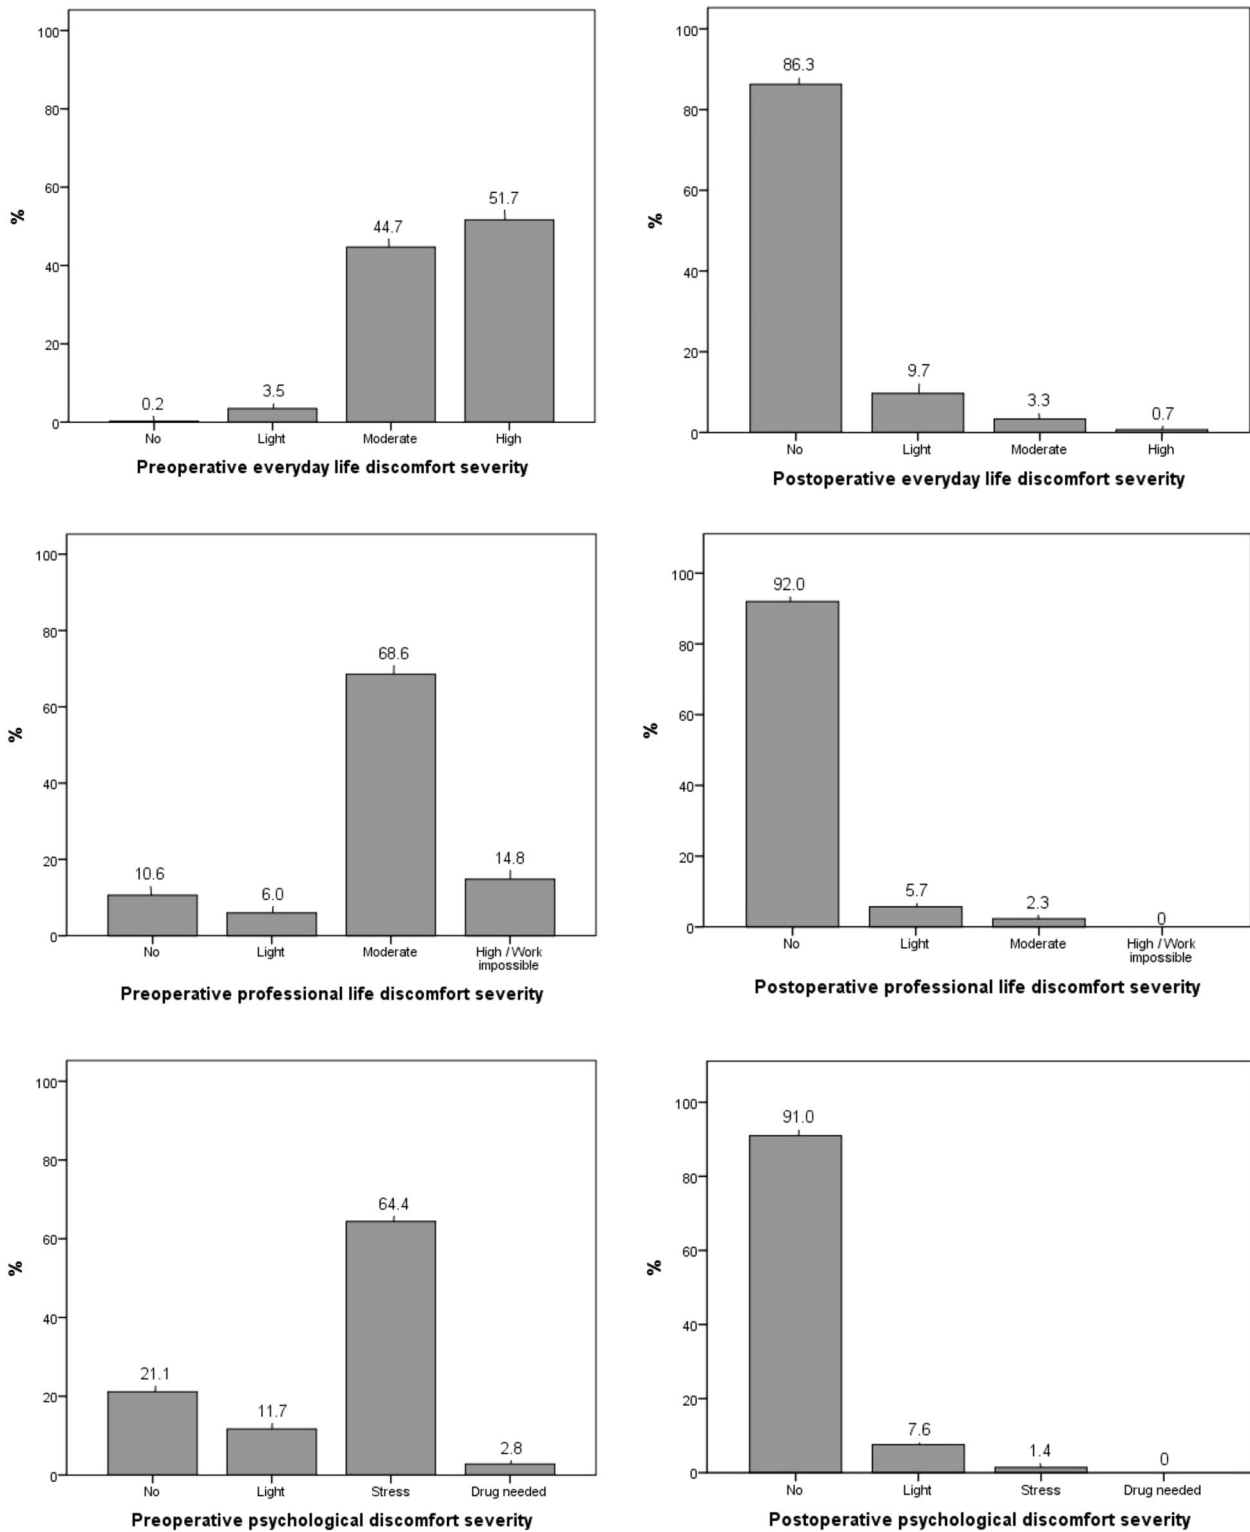 100
80
60
40
20
0
%
0.2
3.5
44.7
51.7
No
Light
Moderate
High
Preoperative everyday life discomfort severity
100
80
60
40
20
0
%
86.3
9.7
3.3
0.7
No
Light
Moderate
High
Postoperative everyday life discomfort severity
100
80
60
40
20
0
%
10.6
6.0
68.6
14.8
No
Light
Moderate
High / Work
impossible
Preoperative professional life discomfort severity
100
80
60
40
20
0
%
92.0
5.7
2.3
0
No
Light
Moderate
High / Work
impossible
Postoperative professional life discomfort severity
100
80
60
40
20
0
%
21.1
11.7
64.4
2.8
No
Light
Stress
Drug needed
Preoperative psychological discomfort severity
100
80
60
40
20
0
%
91.0
7.6
1.4
0
No
Light
Stress
Drug needed
Postoperative psychological discomfort severity